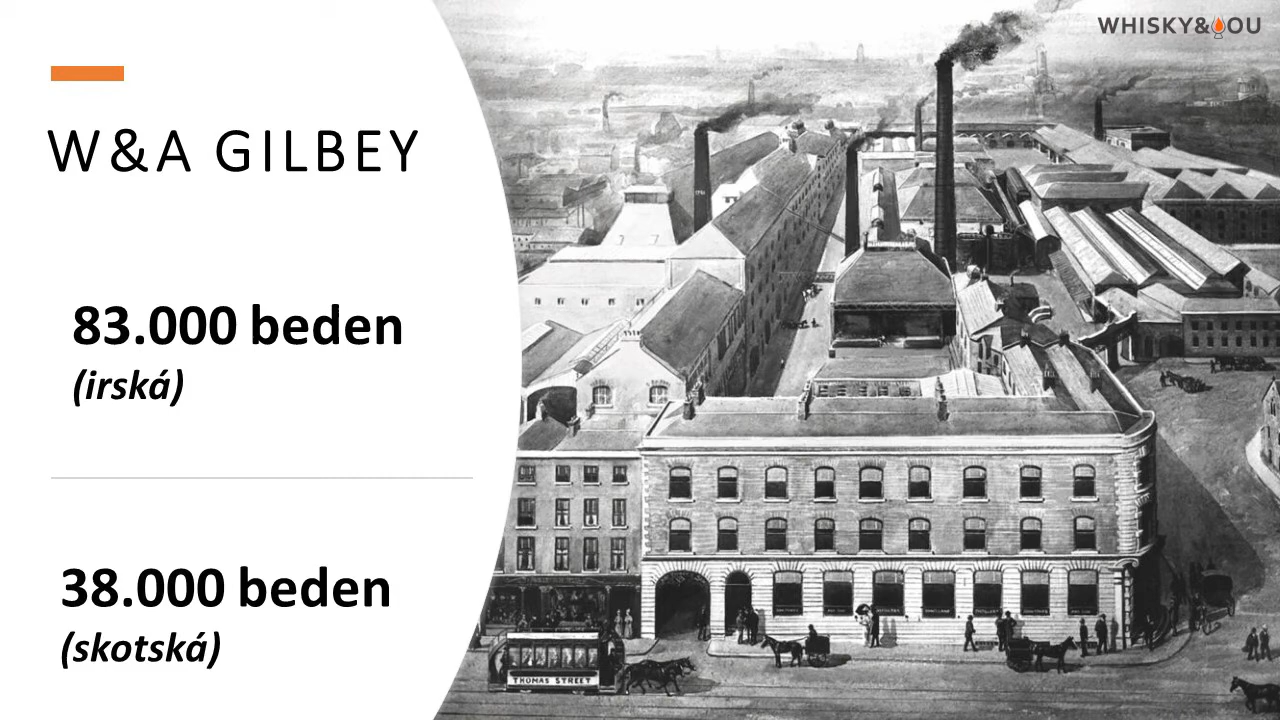 WHISKY&YOU
W&A GILBEY
83.000 beden
(irská)
38.000 beden
(skotská)
THOMAS STREET